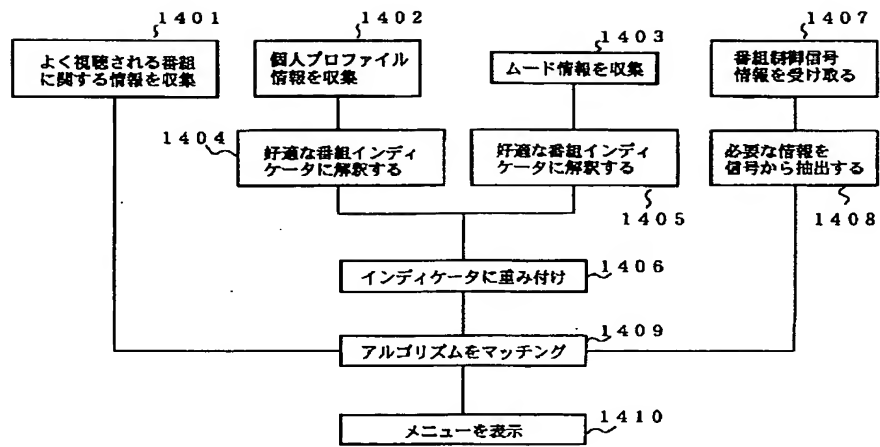 1401
1402
1403
1407
よく視聴される番組
に関する情報を収集
個人プロファイル
情報を収集
ムード情報を収集
番組制御信号
情報を受け取る
1404
好適な番組インディ
ケータに解釈する
好適な番組インディ
ケータに解釈する
必要な情報を
信号から抽出する
1405
1408
インディケータに重み付け
1406
アルゴリズムをマッチング
1409
メニューを表示
1410